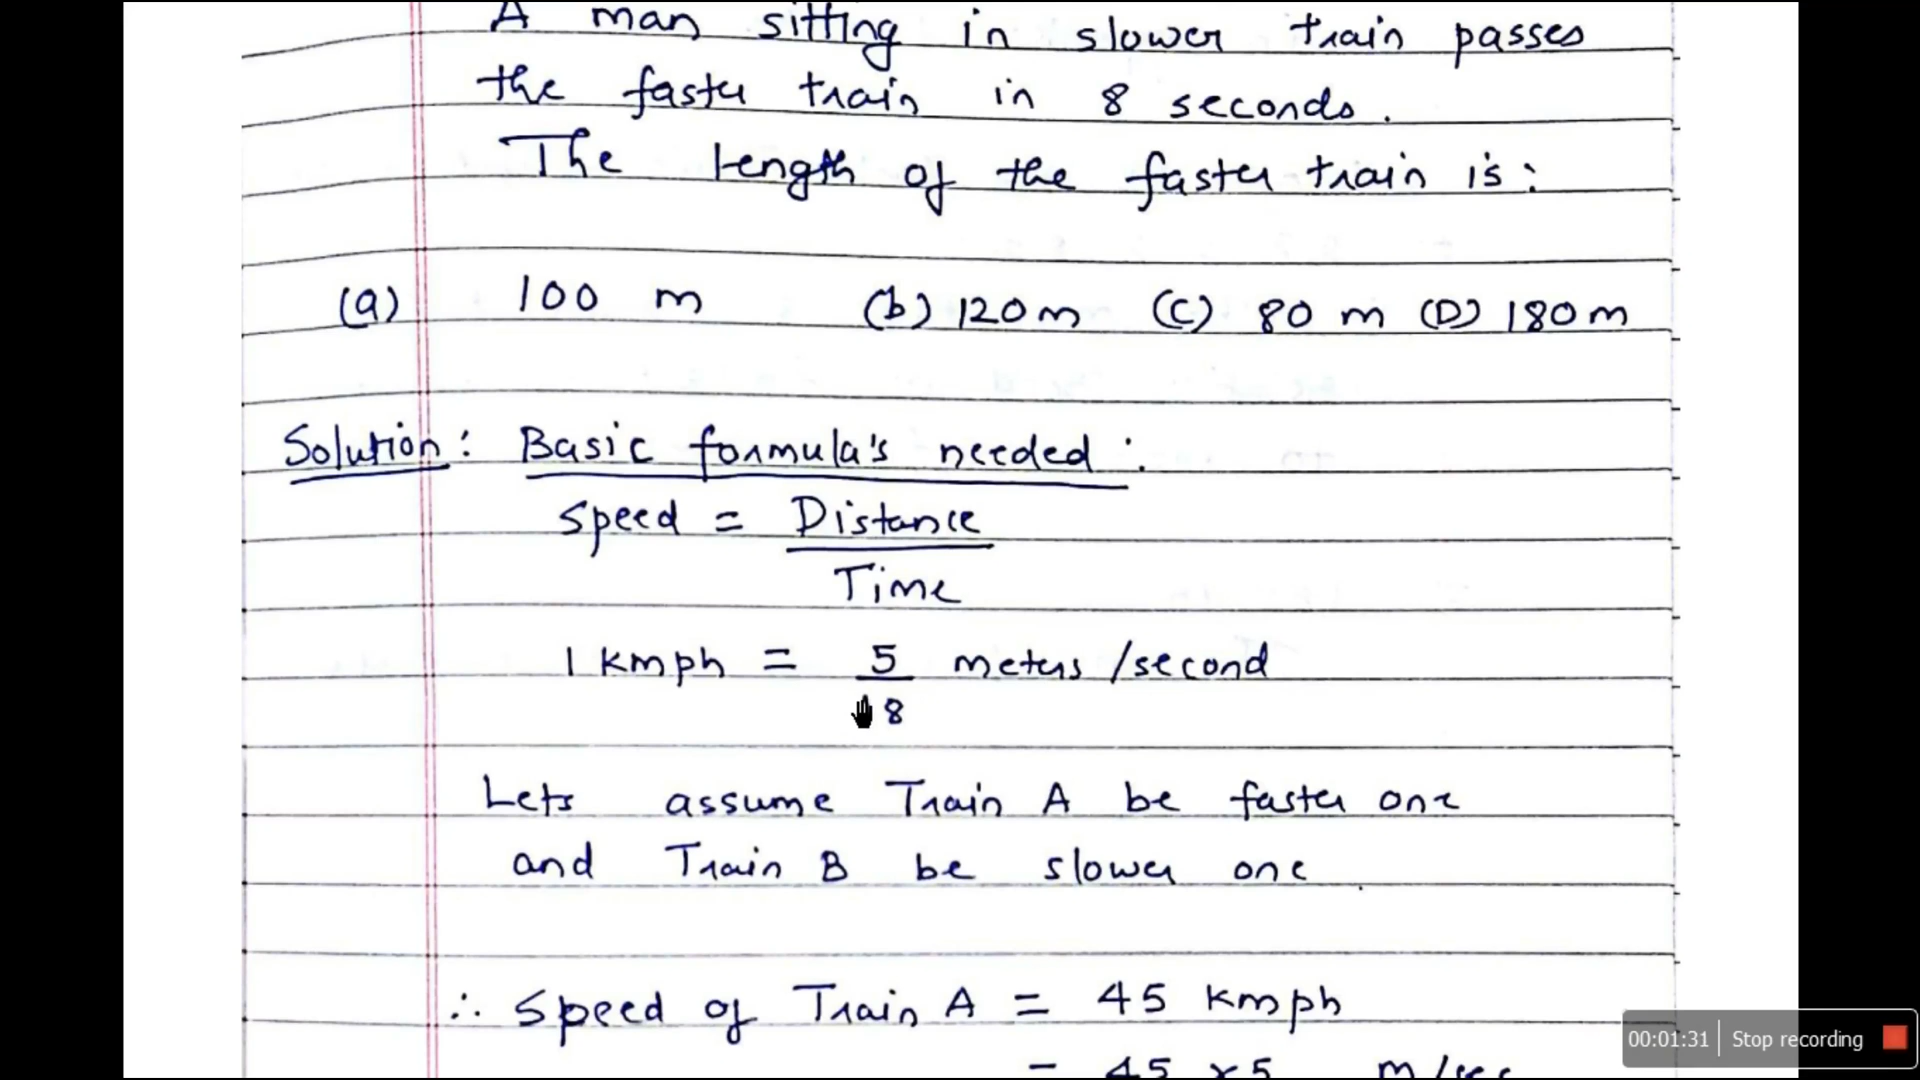 A man sitting in slower train passes
the faster train in 8 seconds.
The length of the faster train is:
(a) 100 m (b) 120 m (C) 80 m (D) 180 m
Solution: Basic formula's needed:
Speed = Distance
Time
1 kmph = 5 meters/second
8
Lets assume Train A be faster one
and Train B be slower one
∴ Speed of Train A = 45 kmph
= 45 x 5 m/sec
00:01:31 Stop recording